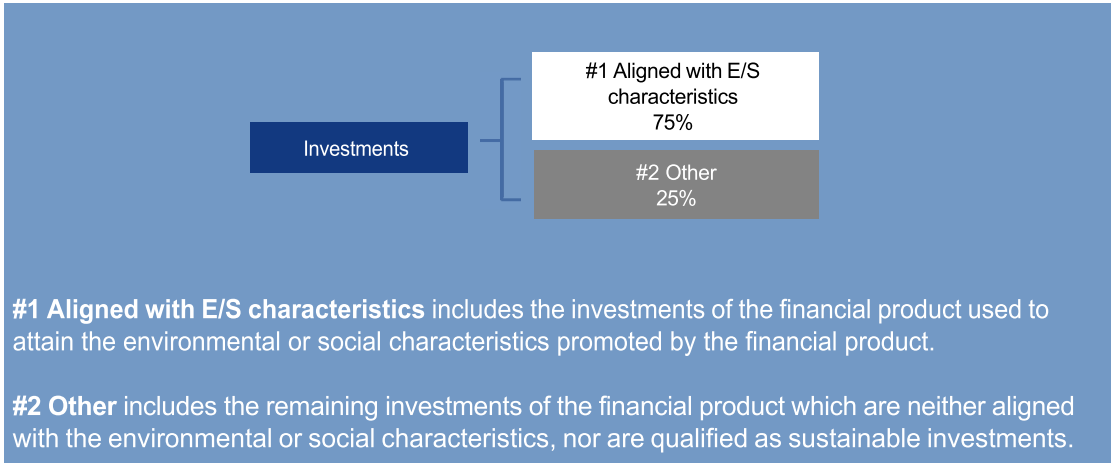 #1 Aligned with E/S
characteristics
75%
Investments
#2 Other
25%
#1 Aligned with E/S characteristics includes the investments of the financial product used to
attain the environmental or social characteristics promoted by the financial product.
#2 Other includes the remaining investments of the financial product which are neither aligned
with the environmental or social characteristics, nor are qualified as sustainable investments.